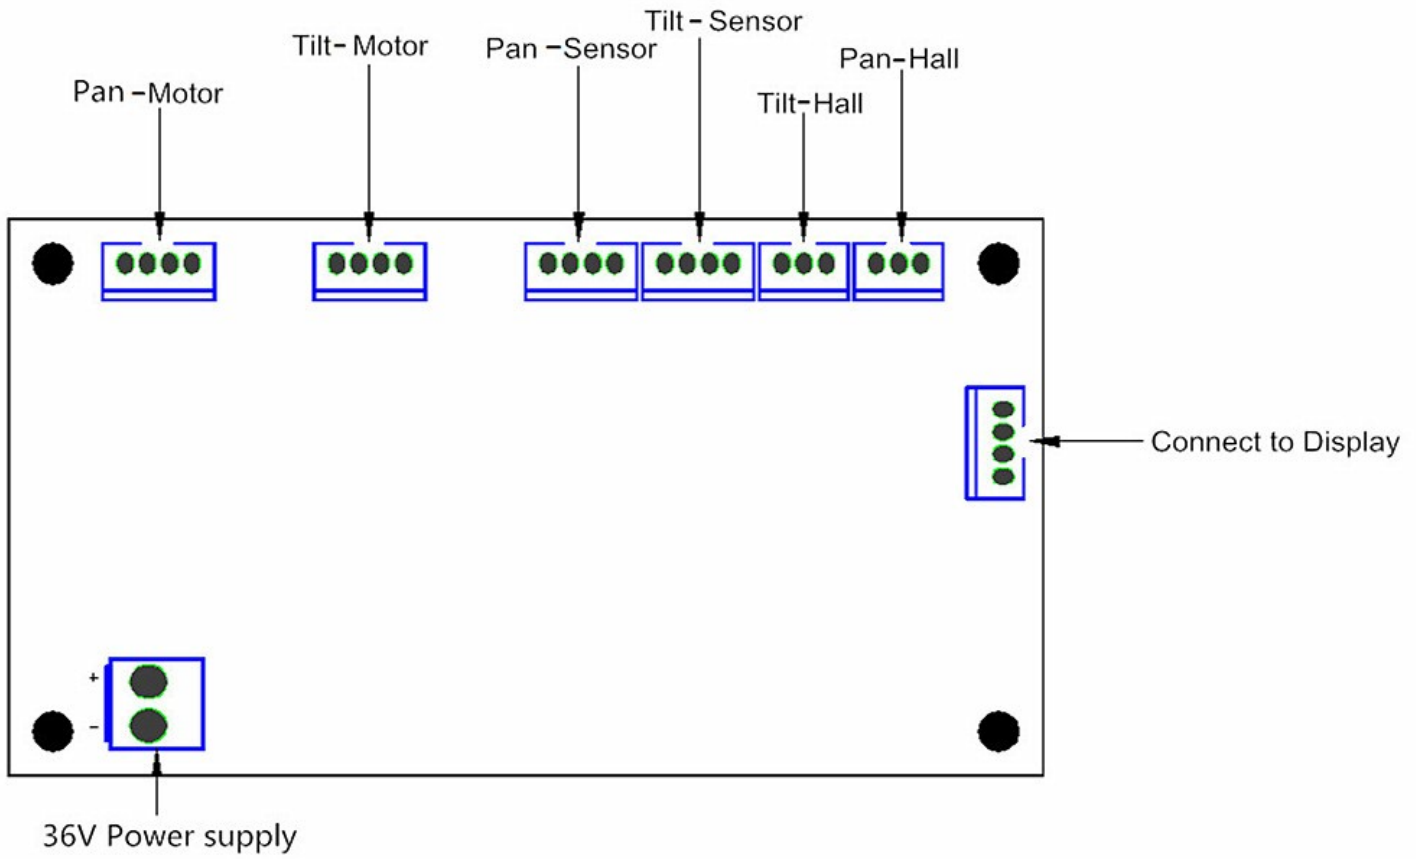 Tilt-Sensor
Tilt-Motor
Pan -Sensor
Pan-Hall
Pan -Motor
Tilt-Hall
Connect to Display
+
-
36V Power supply